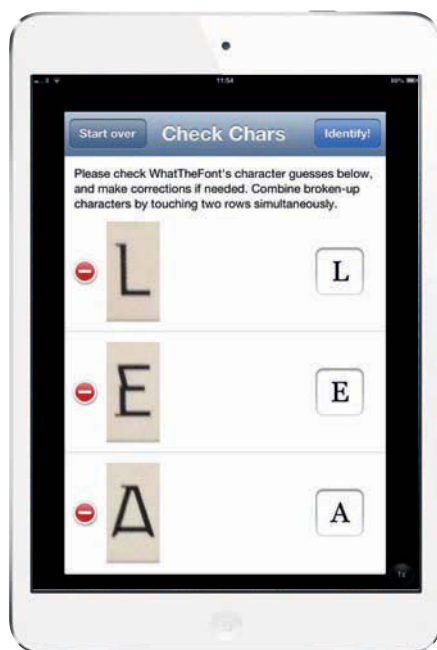 11:54
Start over
Check Chars
Identify!
Please check WhatTheFont's character guesses below,
and make corrections if needed. Combine broken-up
characters by touching two rows simultaneously.
L L
E E
A A